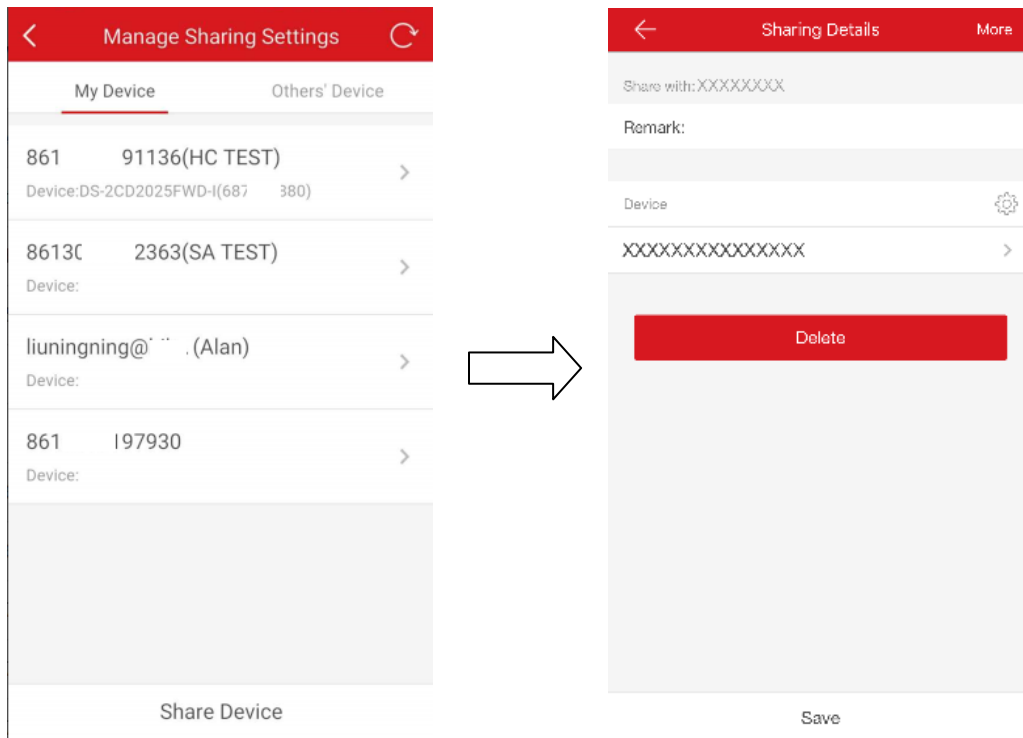 Manage Sharing Settings
My Device Others' Device
861 91136(HC TEST)
Device:DS-2CD2025FWD-I(687 380)
8613 2363(SA TEST)
Device:
liuningning@ (Alan)
Device:
861 197930
Device:
Share Device
Sharing Details More
Share with:XXXXXXXX
Remark:
Device
XXXXXXXXXXXXXXX
Delete
Save